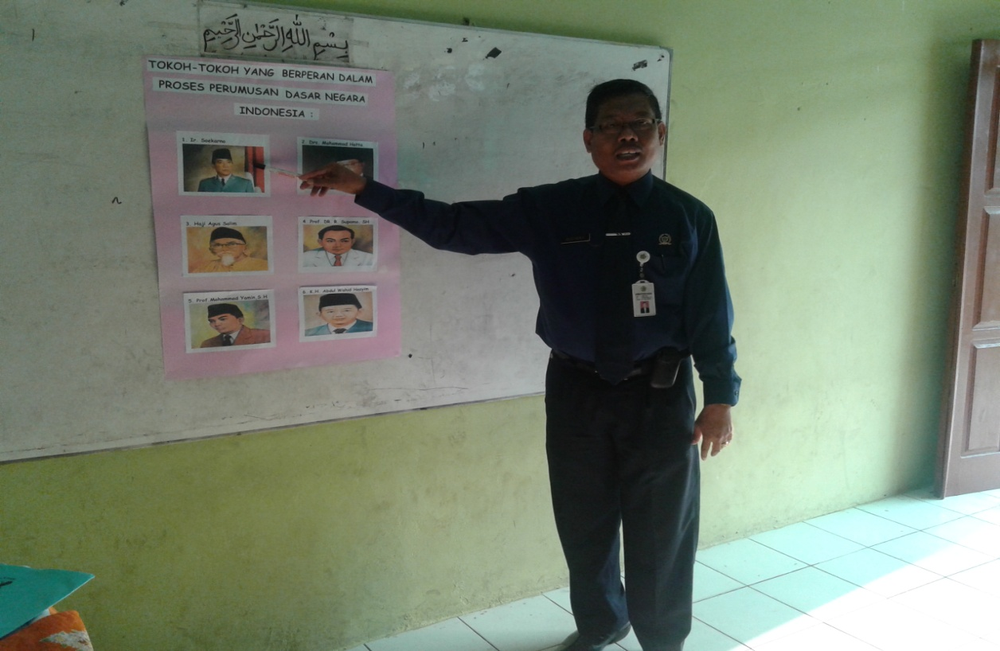 بِسْمِ اللهِ الرَّحْمٰنِ الرَّحِيْمِ
TOKOH-TOKOH YANG BERPERAN DALAM
PROSES PERUMUSAN DASAR NEGARA
INDONESIA :
1. Ir. Soekarno
2. Drs. Mohammad Hatta
3. Haji Agus Salim
4. Prof. DR. R. Supomo, SH
5. Prof. Mohammad Yamin S.H
6. K.H. Abdul Wahid Hasyim